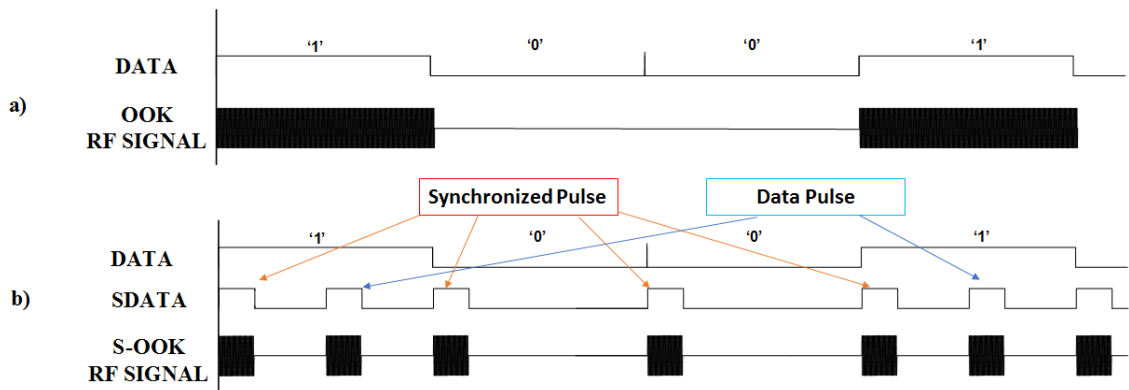 ‘1’ ‘0’ ‘0’ ‘1’
DATA
a)
OOK
RF SIGNAL
Synchronized Pulse Data Pulse
‘1’ ‘0’ ‘0’ ‘1’
DATA
b) SDATA
S-OOK
RF SIGNAL